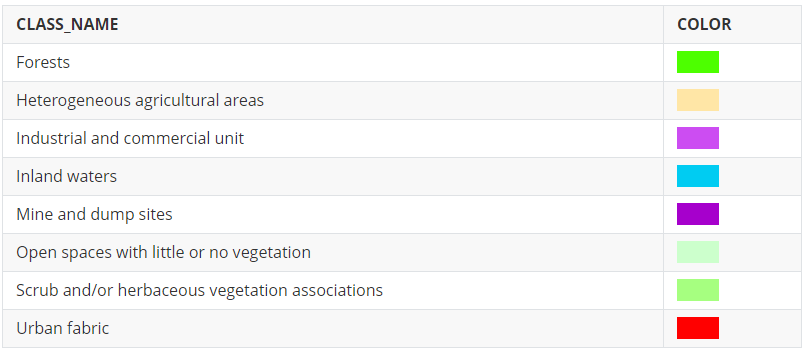 CLASS_NAME COLOR
Forests
Heterogeneous agricultural areas
Industrial and commercial unit
Inland waters
Mine and dump sites
Open spaces with little or no vegetation
Scrub and/or herbaceous vegetation associations
Urban fabric